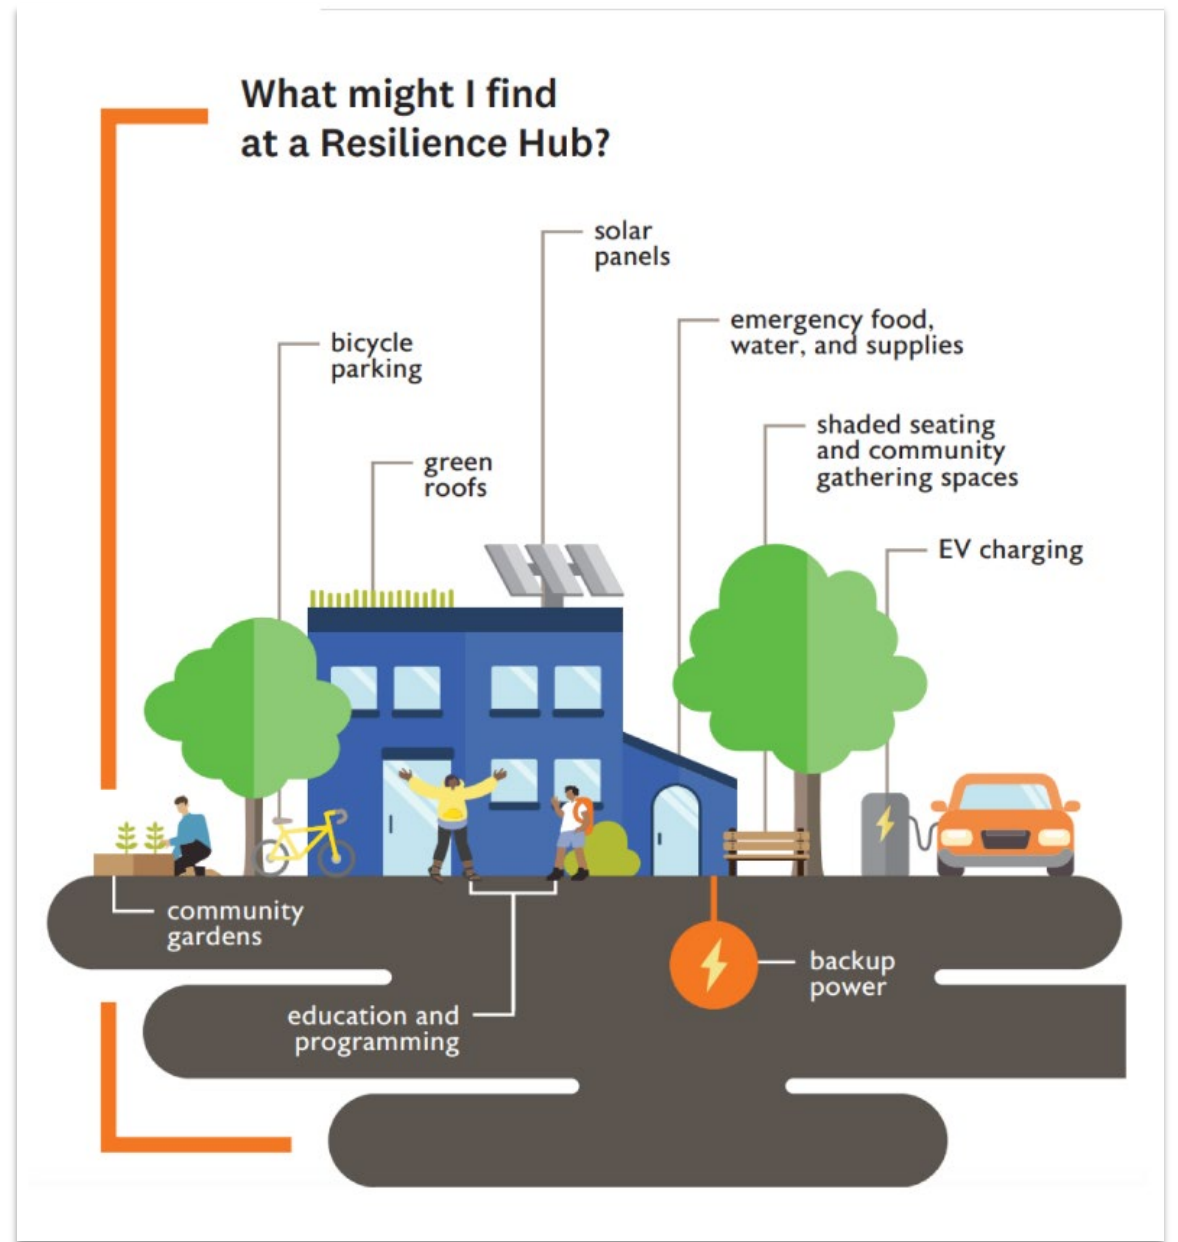 What might I find
at a Resilience Hub?
solar
panels
emergency food,
water, and supplies
bicycle
parking
shaded seating
and community
gathering spaces
green
roofs
EV charging
community
gardens
backup
power
education and
programming